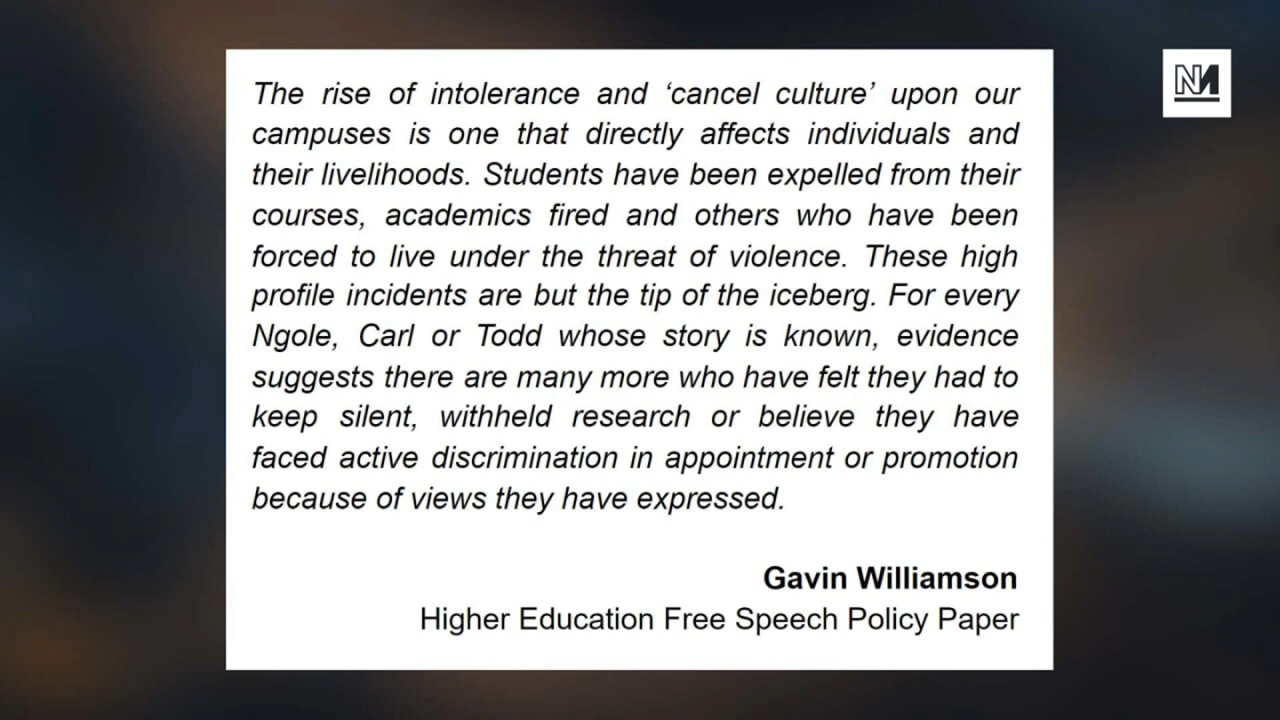 The rise of intolerance and ‘cancel culture’ upon our
campuses is one that directly affects individuals and
their livelihoods. Students have been expelled from their
courses, academics fired and others who have been
forced to live under the threat of violence. These high
profile incidents are but the tip of the iceberg. For every
Ngole, Carl or Todd whose story is known, evidence
suggests there are many more who have felt they had to
keep silent, withheld research or believe they have
faced active discrimination in appointment or promotion
because of views they have expressed.
Gavin Williamson
Higher Education Free Speech Policy Paper
NM